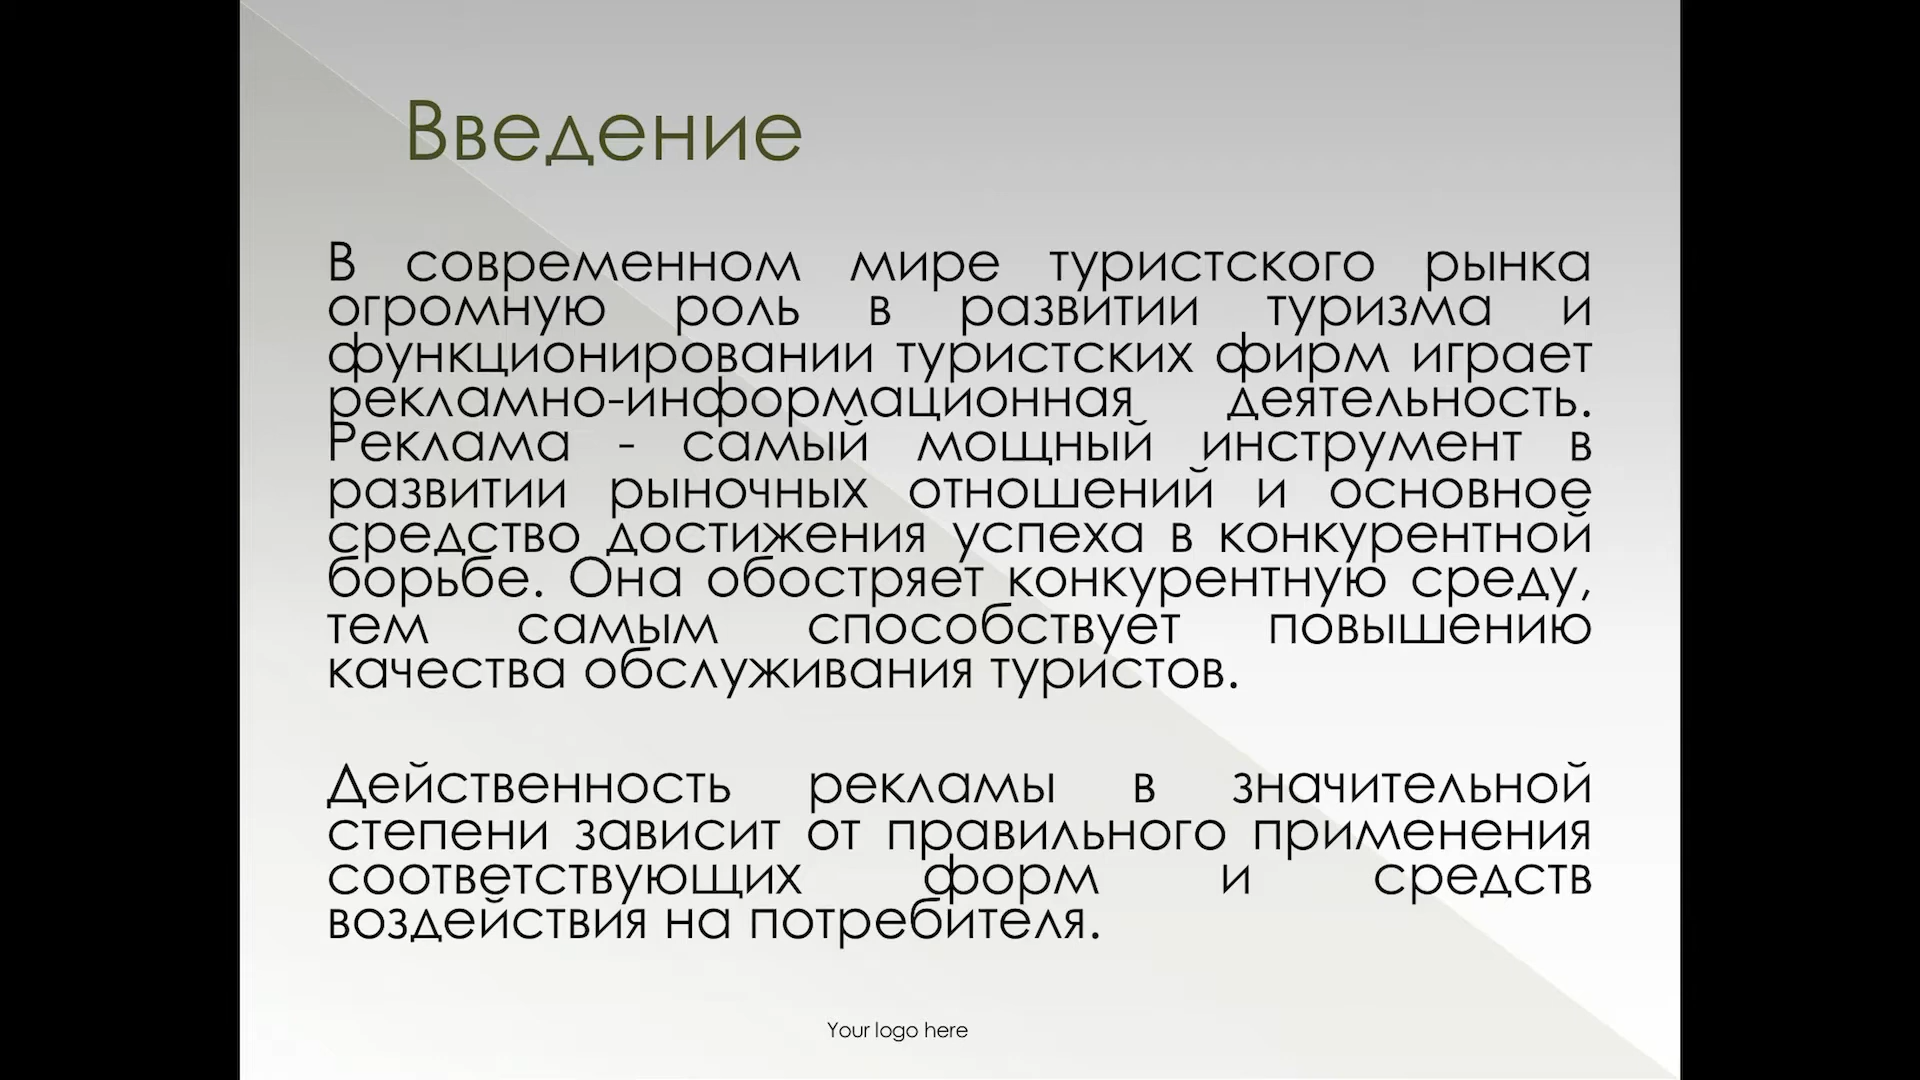 Введение
В современном мире туристского рынка
огромную роль в развитии туризма и
функционировании туристских фирм играет
рекламно-информационная деятельность.
Реклама - самый мощный инструмент в
развитии рыночных отношений и основное
средство достижения успеха в конкурентной
борьбе. Она обостряет конкурентную среду,
тем самым способствует повышению
качества обслуживания туристов.
Действенность рекламы в значительной
степени зависит от правильного применения
соответствующих форм и средств
воздействия на потребителя.
Your logo here